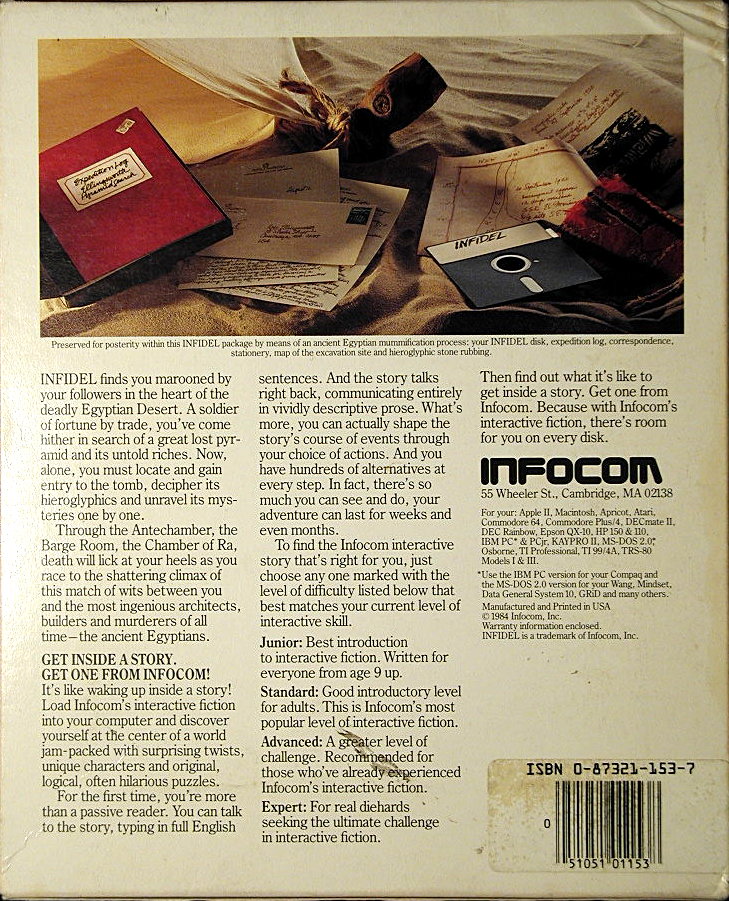 Expedition Log
Ellingsworth
Pyramid Search
INFIDEL
Preserved for posterity within this INFIDEL package by means of an ancient Egyptian mummification process: your INFIDEL disk, expedition log, correspondence,
stationery, map of the excavation site and hieroglyphic stone rubbing.
INFIDEL finds you marooned by
your followers in the heart of the
deadly Egyptian Desert. A soldier
of fortune by trade, you've come
hither in search of a great lost pyr-
amid and its untold riches. Now,
alone, you must locate and gain
entry to the tomb, decipher its
hieroglyphics and unravel its mys-
teries one by one.
Through the Antechamber, the
Barge Room, the Chamber of Ra,
death will lick at your heels as you
race to the shattering climax of
this match of wits between you
and the most ingenious architects,
builders and murderers of all
time—the ancient Egyptians.
GET INSIDE A STORY.
GET ONE FROM INFOCOM!
It's like waking up inside a story!
Load Infocom's interactive fiction
into your computer and discover
yourself at the center of a world
jam-packed with surprising twists,
unique characters and original,
logical, often hilarious puzzles.
For the first time, you're more
than a passive reader. You can talk
to the story, typing in full English
sentences. And the story talks
right back, communicating entirely
in vividly descriptive prose. What's
more, you can actually shape the
story's course of events through
your choice of actions. And you
have hundreds of alternatives at
every step. In fact, there's so
much you can see and do, your
adventure can last for weeks and
even months.
To find the Infocom interactive
story that's right for you, just
choose any one marked with the
level of difficulty listed below that
best matches your current level of
interactive skill.
Junior: Best introduction
to interactive fiction. Written for
everyone from age 9 up.
Standard: Good introductory level
for adults. This is Infocom's most
popular level of interactive fiction.
Advanced: A greater level of
challenge. Recommended for
those who've already experienced
Infocom's interactive fiction.
Expert: For real diehards
seeking the ultimate challenge
in interactive fiction.
Then find out what it's like to
get inside a story. Get one from
Infocom. Because with Infocom's
interactive fiction, there's room
for you on every disk.
INFOCOM
55 Wheeler St., Cambridge, MA 02138
For your: Apple II, Macintosh, Apricot, Atari,
Commodore 64, Commodore Plus/4, DECmate II,
DEC Rainbow, Epson QX-10, HP 150 & 110,
IBM PC* & PCjr, KAYPRO II, MS-DOS 2.0,*
Osborne, TI Professional, TI 99/4A, TRS-80
Models I & III.
*Use the IBM PC version for your Compaq and
the MS-DOS 2.0 version for your Wang, Mindset,
Data General System 10, GRiD and many others.
Manufactured and Printed in USA
© 1984 Infocom, Inc.
Warranty information enclosed.
INFIDEL is a trademark of Infocom, Inc.
ISBN 0-87321-153-7
0
51051 01153